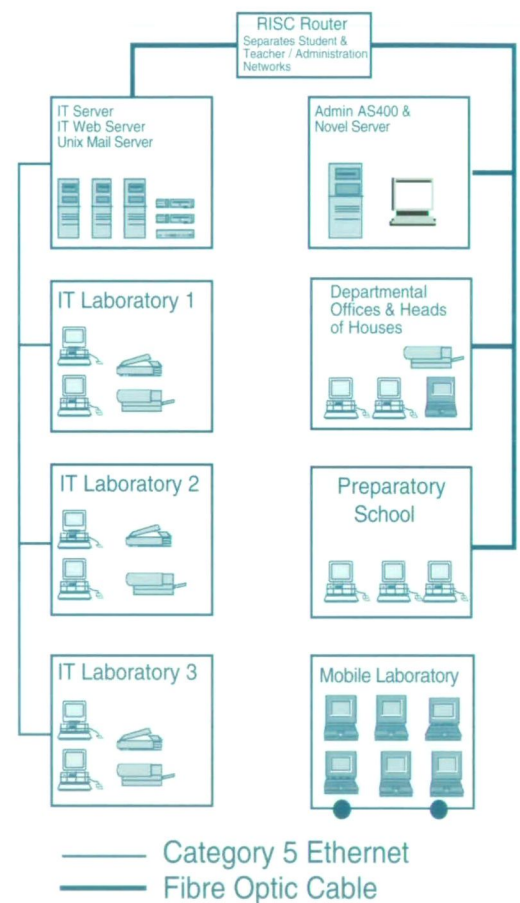 RISC Router
Separates Student &
Teacher / Administration
Networks
IT Server
IT Web Server
Unix Mail Server
Admin AS400 &
Novel Server
IT Laboratory 1
Departmental
Offices & Heads
of Houses
IT Laboratory 2
Preparatory
School
IT Laboratory 3
Mobile Laboratory
Category 5 Ethernet
Fibre Optic Cable